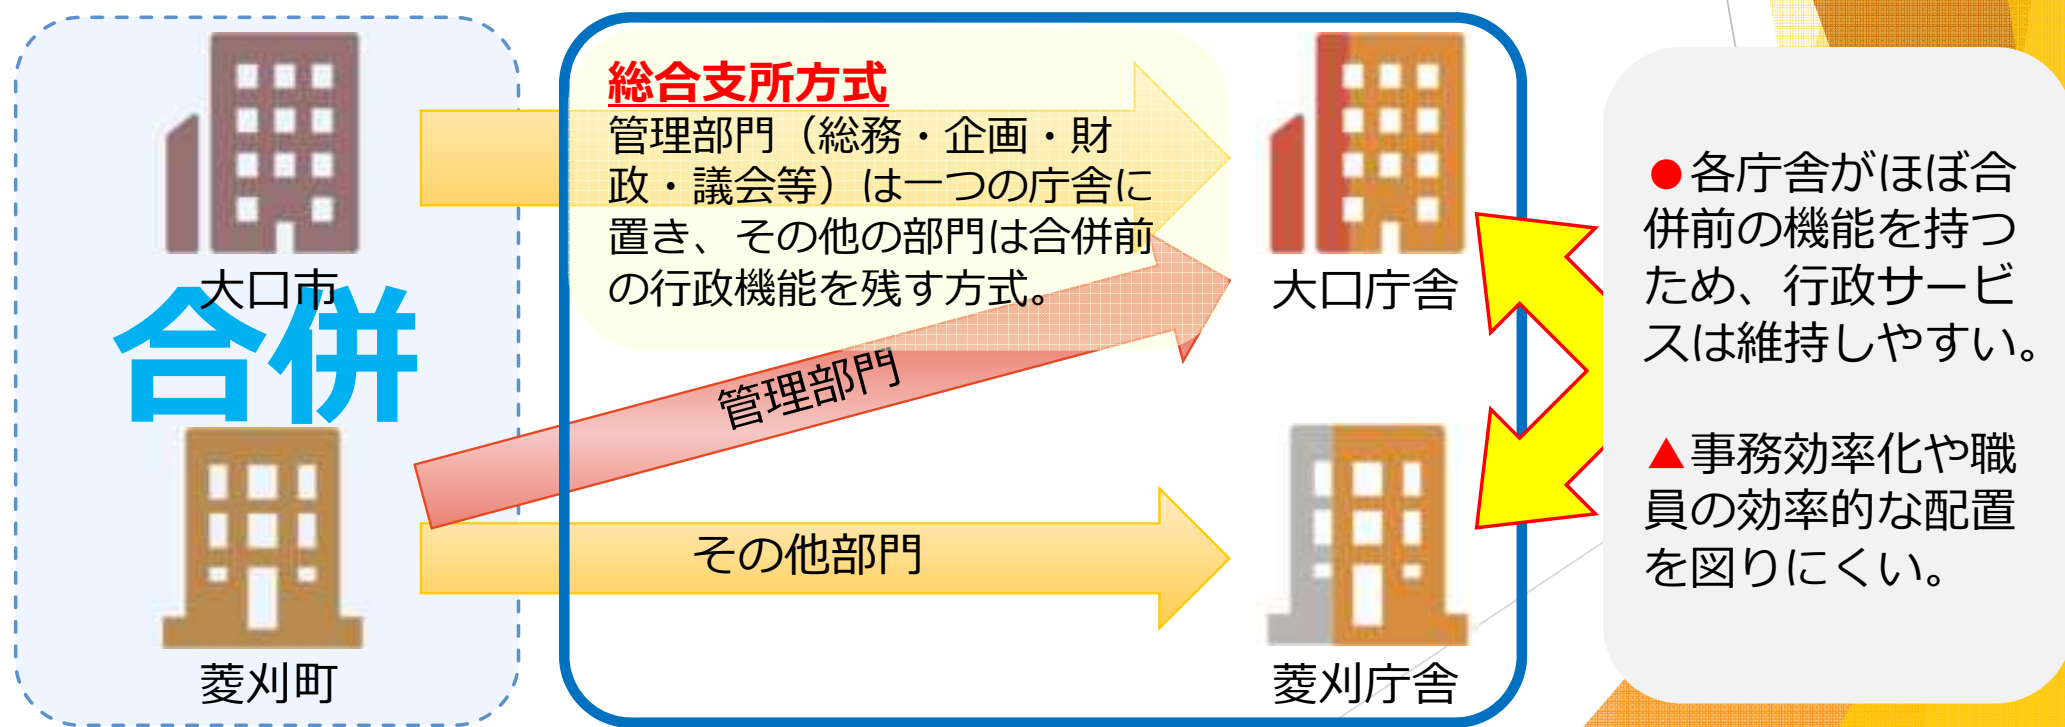 大口市
合併
菱刈町
総合支所方式
管理部門（総務・企画・財
政・議会等）は一つの庁舎に
置き、その他の部門は合併前
の行政機能を残す方式。
管理部門
その他部門
大口庁舎
菱刈庁舎
●各庁舎がほぼ合
併前の機能を持つ
ため、行政サービ
スは維持しやすい。
▲事務効率化や職
員の効率的な配置
を図りにくい。